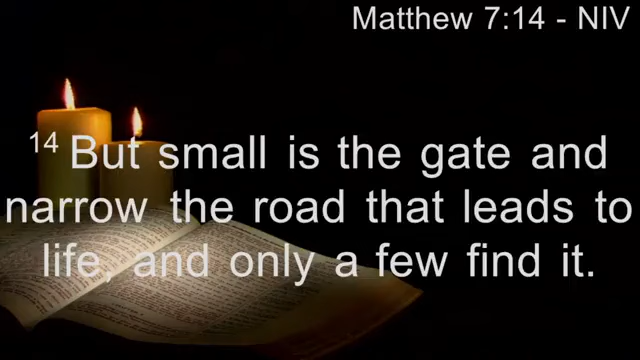 Matthew 7:14 - NIV
14 But small is the gate and
narrow the road that leads to
life, and only a few find it.